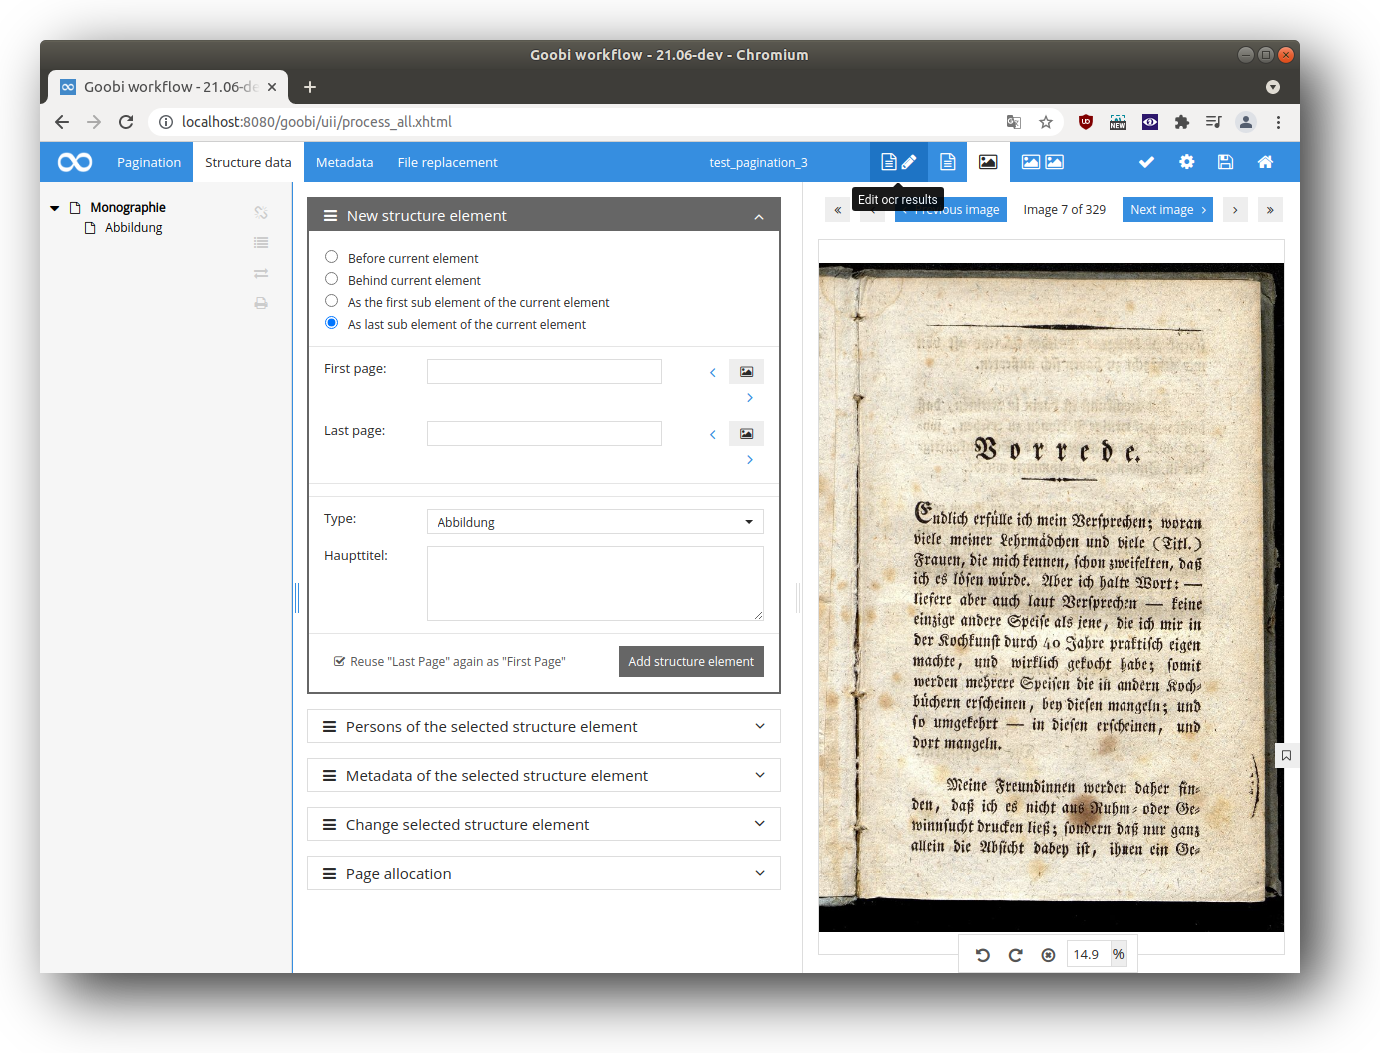 Goobi workflow - 21.06-dev - Chromium
Goobi workflow - 21.06-de
localhost:8080/goobi/uii/process_all.xhtml
NEW
Pagination
Structure data
Metadata
File replacement
test_pagination_3
Edit ocr results
Monographie
Abbildung
New structure element
Before current element
Behind current element
As the first sub element of the current element
As last sub element of the current element
First page:
Last page:
Type:
Abbildung
Haupttitel:
Reuse "Last Page" again as "First Page"
Add structure element
Persons of the selected structure element
Metadata of the selected structure element
Change selected structure element
Page allocation
« ‹ Previous image Image 7 of 329 Next image › › »
Vorrede.
Endlich erfülle ich mein Versprechen; woran
viele meiner Lehrmädchen und viele (Titl.)
Frauen, die mich kennen, schon zweifelten, daß
ich es lösen würde. Aber ich halte Wort: —
liefere aber auch laut Versprechen — keine
einzige andere Speise als jene, die ich mir in
der Kochkunst durch 40 Jahre praktisch eigen
machte, und wirklich gekocht habe; somit
werden mehrere Speisen die in andern Koch-
büchern erscheinen, bey diesen mangeln; und
so umgekehrt — in diesen erscheinen, und
dort mangeln.
Meine Freundinnen werden daher fin-
den, daß ich es nicht aus Ruhm- oder Ge-
winnsucht drucken ließ; sondern daß nur ganz
allein die Absicht dabey ist, ihnen ein Ge-
14.9 %